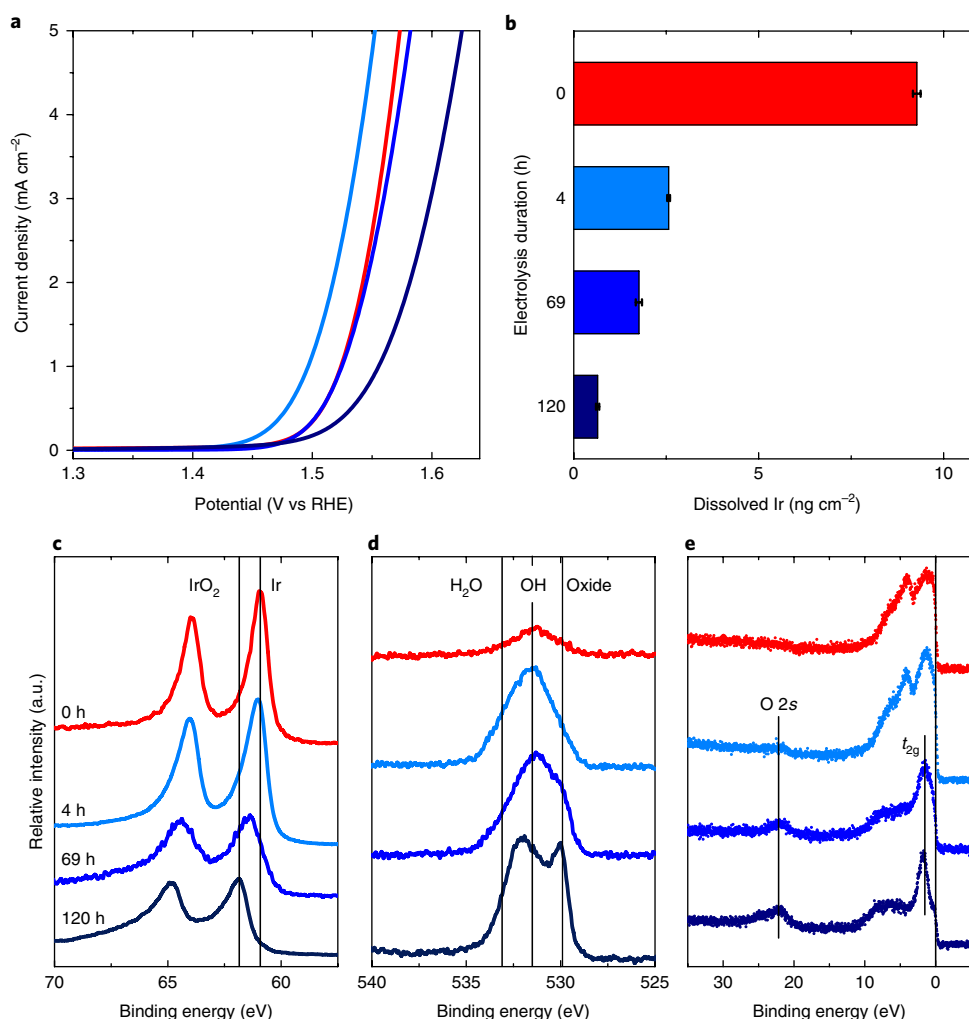 a
5
4
3
2
1
0
Current density (mA cm⁻²)
1.3
1.4
1.5
1.6
Potential (V vs RHE)
b
0
4
69
120
Electrolysis duration (h)
0
5
10
Dissolved Ir (ng cm⁻²)
c
IrO₂
Ir
0 h
4 h
69 h
120 h
Relative intensity (a.u.)
70
65
60
Binding energy (eV)
d
H₂O
OH
Oxide
540
535
530
525
Binding energy (eV)
e
O 2s
t₂g
30
20
10
0
Binding energy (eV)